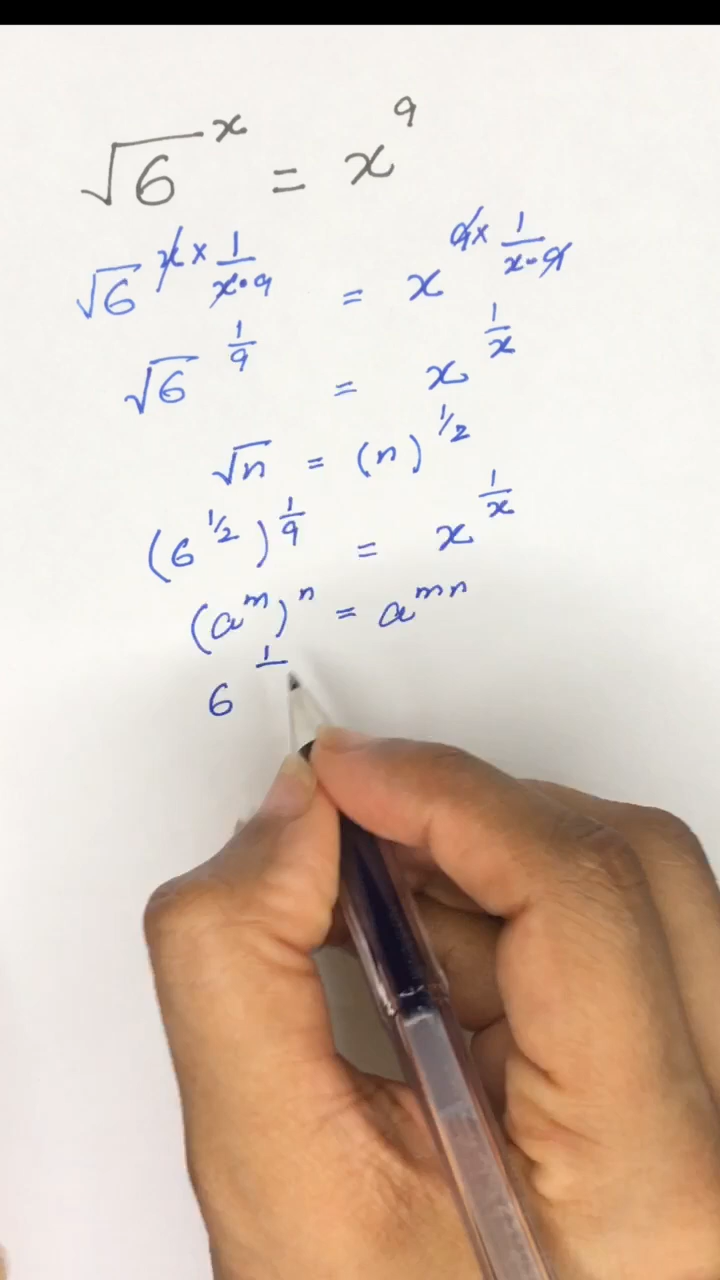 √6^x = x^9
√6^(x × 1/(x·9)) = x^(9 × 1/(x·9))
√6^(1/9) = x^(1/x)
√n = (n)^(1/2)
(6^(1/2))^(1/9) = x^(1/x)
(a^m)^n = a^(mn)
6^(1/